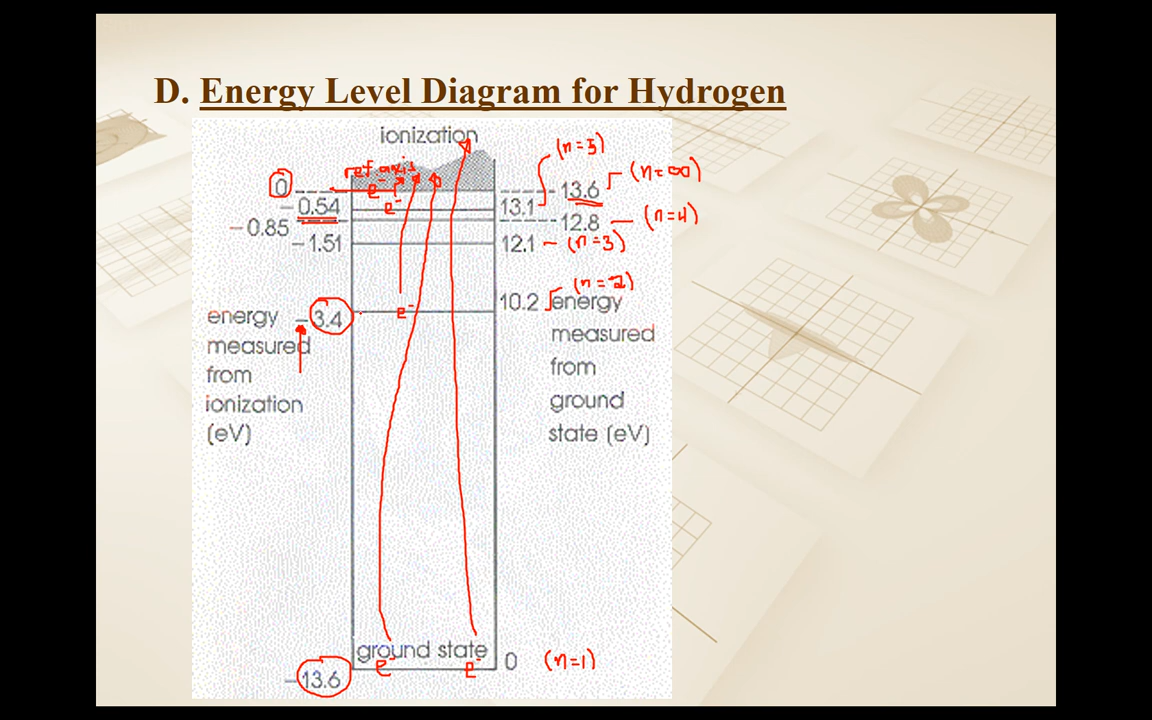 D. Energy Level Diagram for Hydrogen
ionization
(n=5)
ref axis
0
e⁻
13.6
(n=∞)
- 0.54
e⁻
13.1
- 0.85
12.8
(n=4)
- 1.51
12.1
(n=3)
(n=2)
10.2 energy
energy
- 3.4
e⁻
measured
measured
from
from
ground
ionization
state (eV)
(eV)
ground state
0
(n=1)
e⁻
e⁻
- 13.6